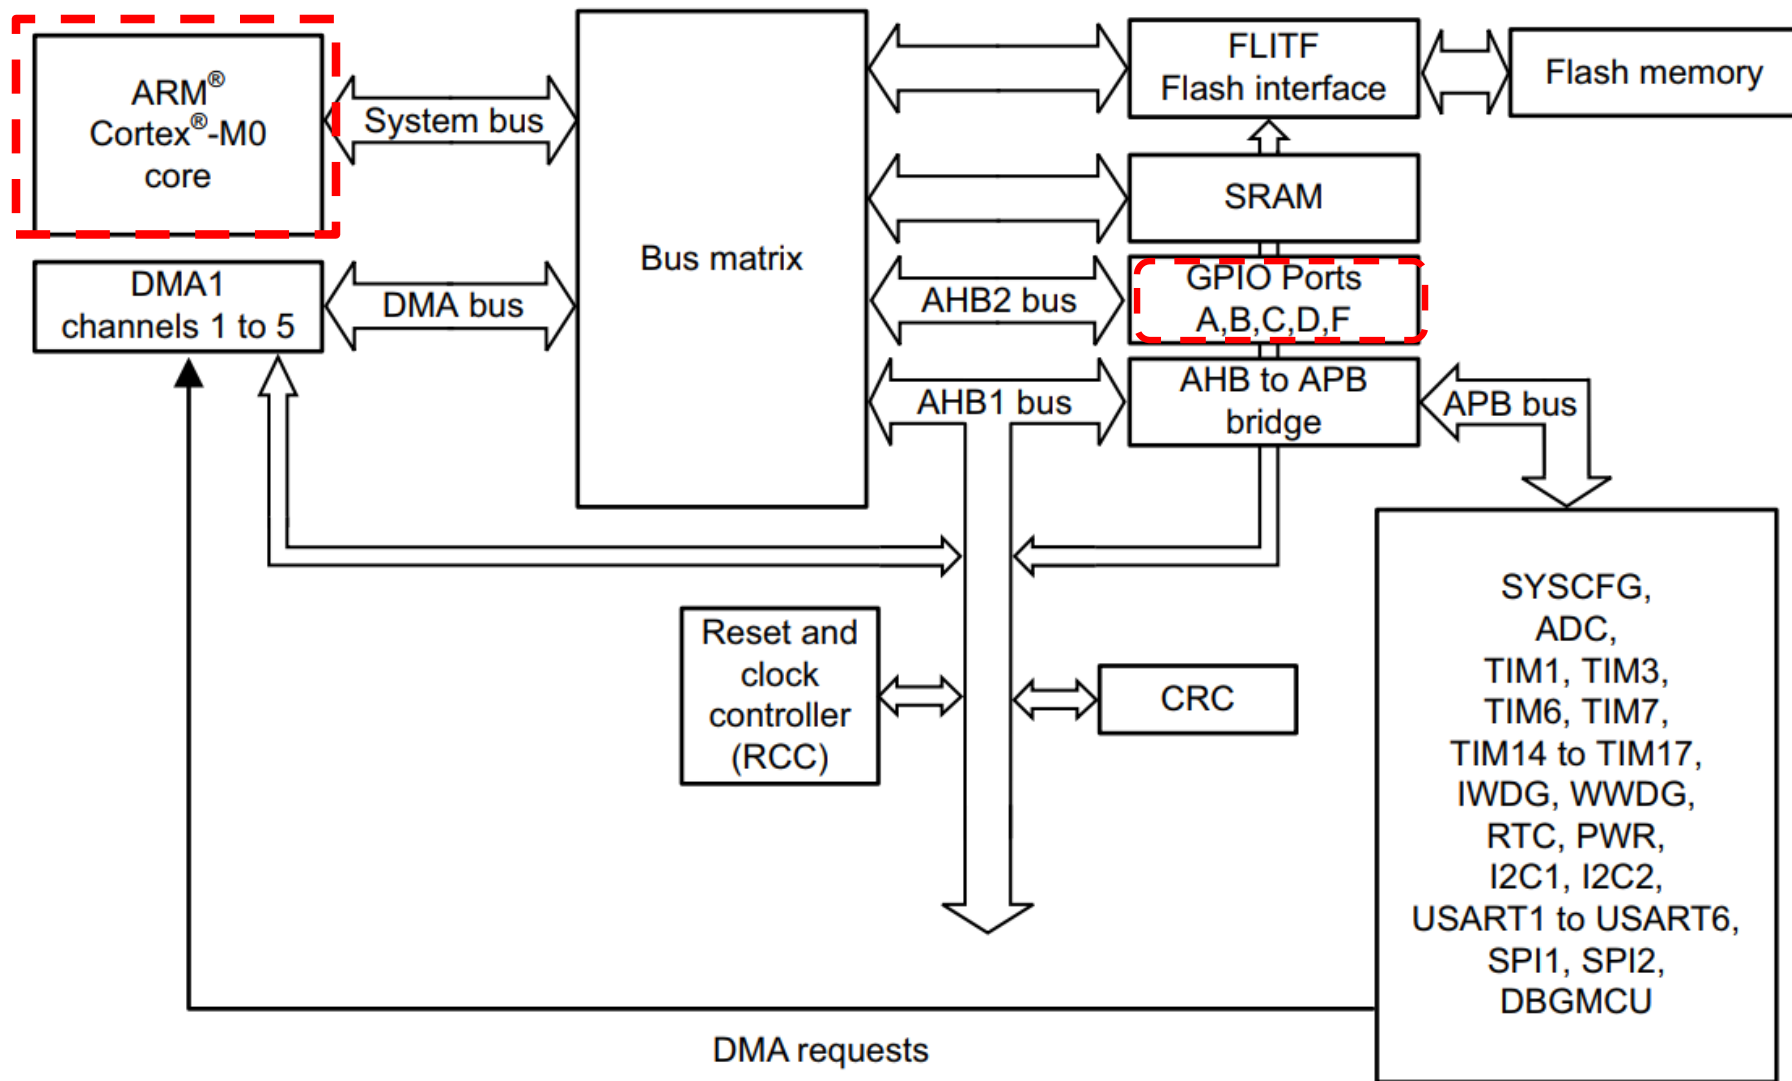 ARM®
Cortex®-M0
core
System bus
DMA1
channels 1 to 5
DMA bus
Bus matrix
FLITF
Flash interface
Flash memory
SRAM
AHB2 bus
GPIO Ports
A,B,C,D,F
AHB1 bus
AHB to APB
bridge
APB bus
Reset and
clock
controller
(RCC)
CRC
SYSCFG,
ADC,
TIM1, TIM3,
TIM6, TIM7,
TIM14 to TIM17,
IWDG, WWDG,
RTC, PWR,
I2C1, I2C2,
USART1 to USART6,
SPI1, SPI2,
DBGMCU
DMA requests